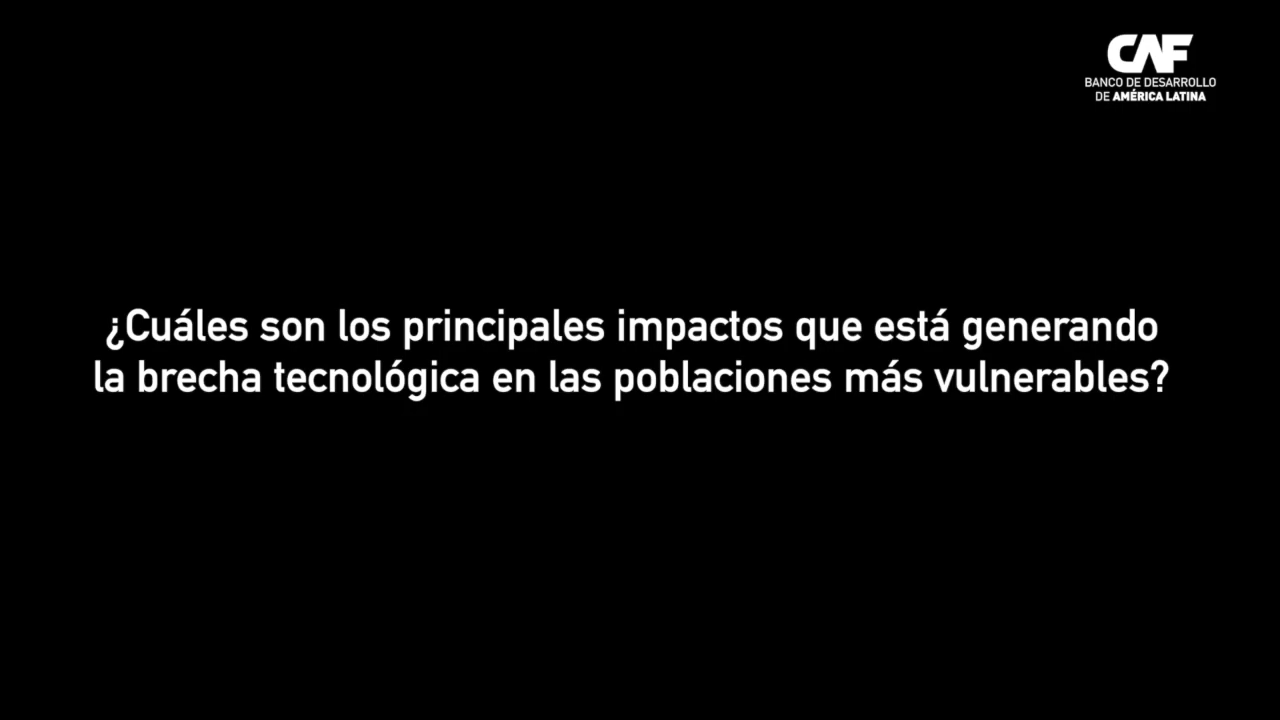 CAF
BANCO DE DESARROLLO
DE AMÉRICA LATINA
¿Cuáles son los principales impactos que está generando
la brecha tecnológica en las poblaciones más vulnerables?